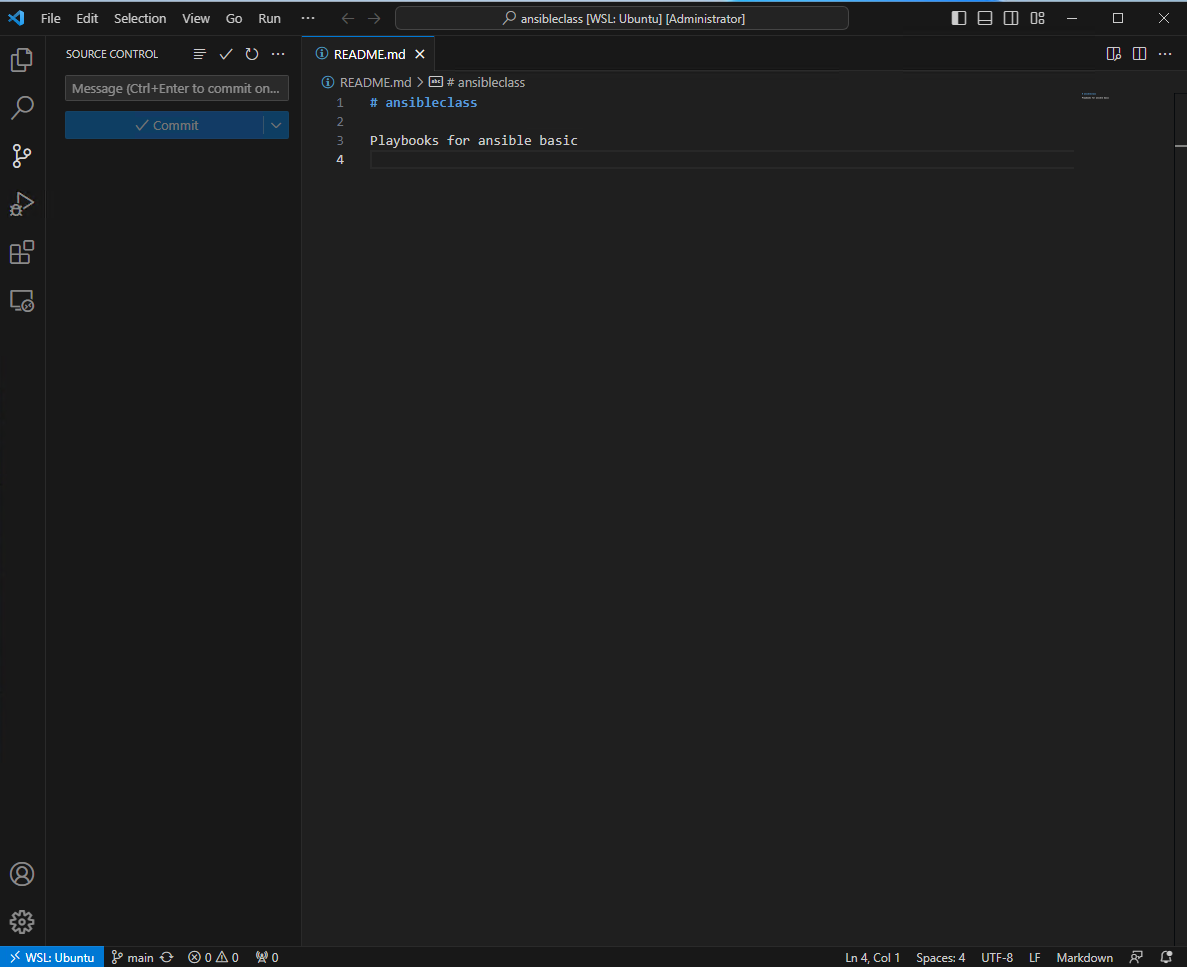 File Edit Selection View Go Run ··· ansibleclass [WSL: Ubuntu] [Administrator]
SOURCE CONTROL
Message (Ctrl+Enter to commit on...
Commit
README.md
README.md > # ansibleclass
1 # ansibleclass
2
3 Playbooks for ansible basic
4
WSL: Ubuntu main 0 0 0 Ln 4, Col 1 Spaces: 4 UTF-8 LF Markdown